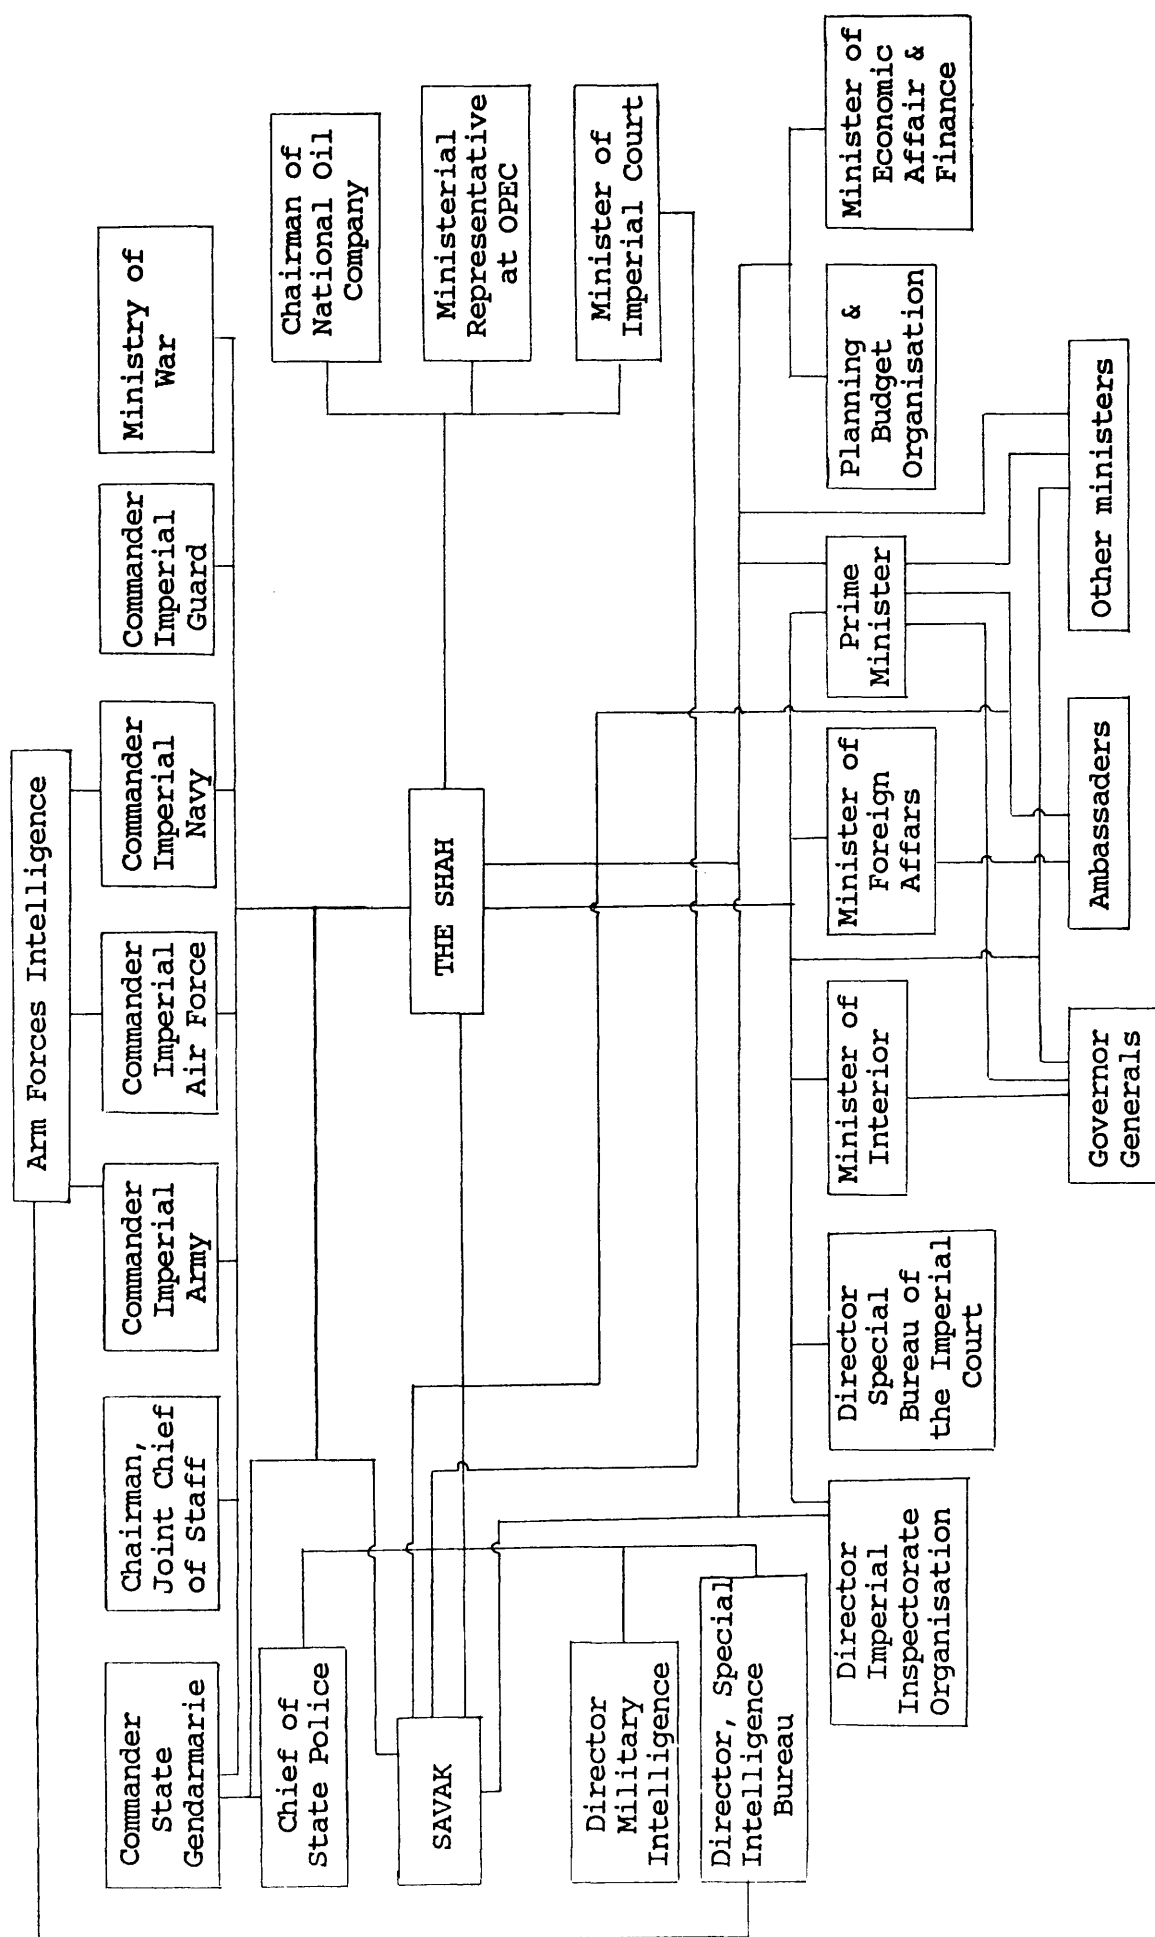 Arm Forces Intelligence
Commander
State
Gendarmarie
Chairman,
Joint Chief
of Staff
Commander
Imperial
Army
Commander
Imperial
Air Force
Commander
Imperial
Navy
Commander
Imperial
Guard
Ministry of
War
Chief of
State Police
Chairman of
National Oil
Company
SAVAK
THE SHAH
Ministerial
Representative
at OPEC
Director
Military
Intelligence
Minister of
Imperial Court
Director, Special
Intelligence
Bureau
Director
Imperial
Inspectorate
Organisation
Director
Special
Bureau of
the Imperial
Court
Minister of
Interior
Minister of
Foreign
Affars
Prime
Minister
Planning &
Budget
Organisation
Minister of
Economic
Affair &
Finance
Governor
Generals
Ambassaders
Other ministers